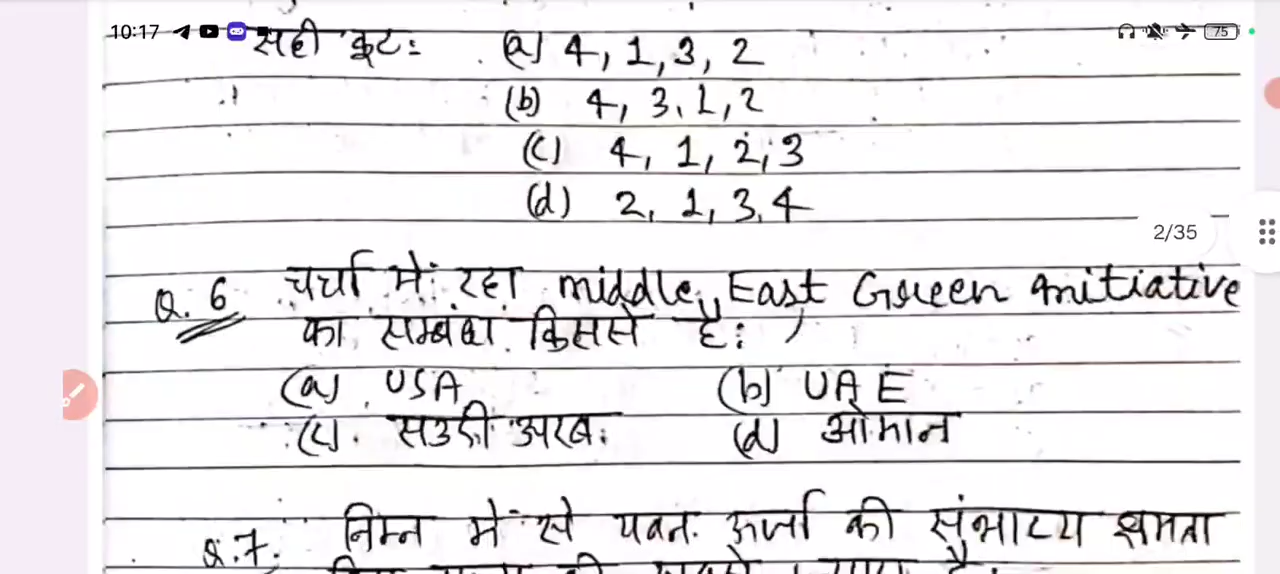 10:17
75
सही कूट: (a) 4, 1, 3, 2
(b) 4, 3, 1, 2
(c) 4, 1, 2, 3
(d) 2, 1, 3, 4
2/35
Q. 6 चर्चा में रहा middle East Green Initiative
का सम्बंध किससे है:
(a) USA (b) UAE
(c) सउदी अरब (d) ओमान
Q. 7. निम्न में से पवन ऊर्जा की संभाव्य क्षमता